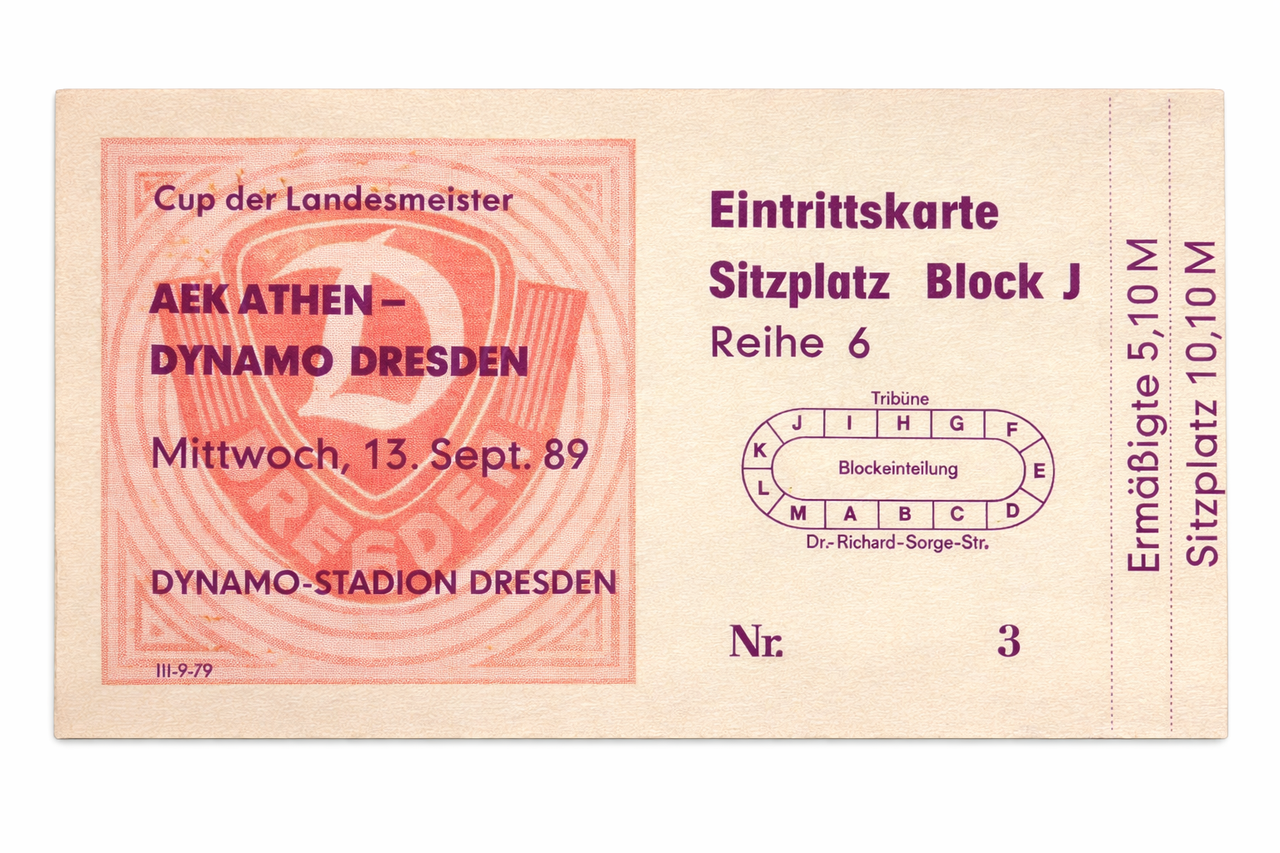 Cup der Landesmeister
AEK ATHEN –
DYNAMO DRESDEN
Mittwoch, 13. Sept. 89
DYNAMO-STADION DRESDEN
III-9-79
D
DRESDEN
Eintrittskarte
Sitzplatz Block J
Reihe 6
Tribüne
J I H G F
K E
Blockeinteilung
L D
M A B C
Dr.-Richard-Sorge-Str.
Nr. 3
Ermäßigte 5,10 M
Sitzplatz 10,10 M